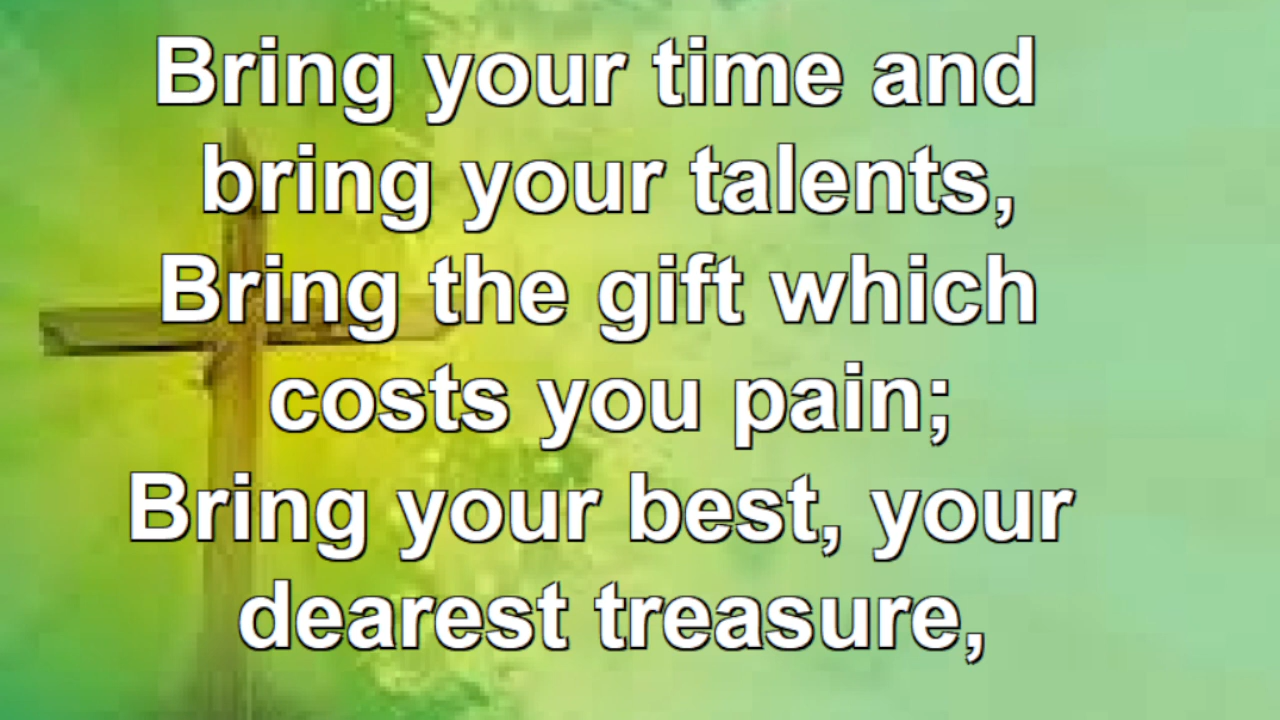 Bring your time and
bring your talents,
Bring the gift which
costs you pain;
Bring your best, your
dearest treasure,